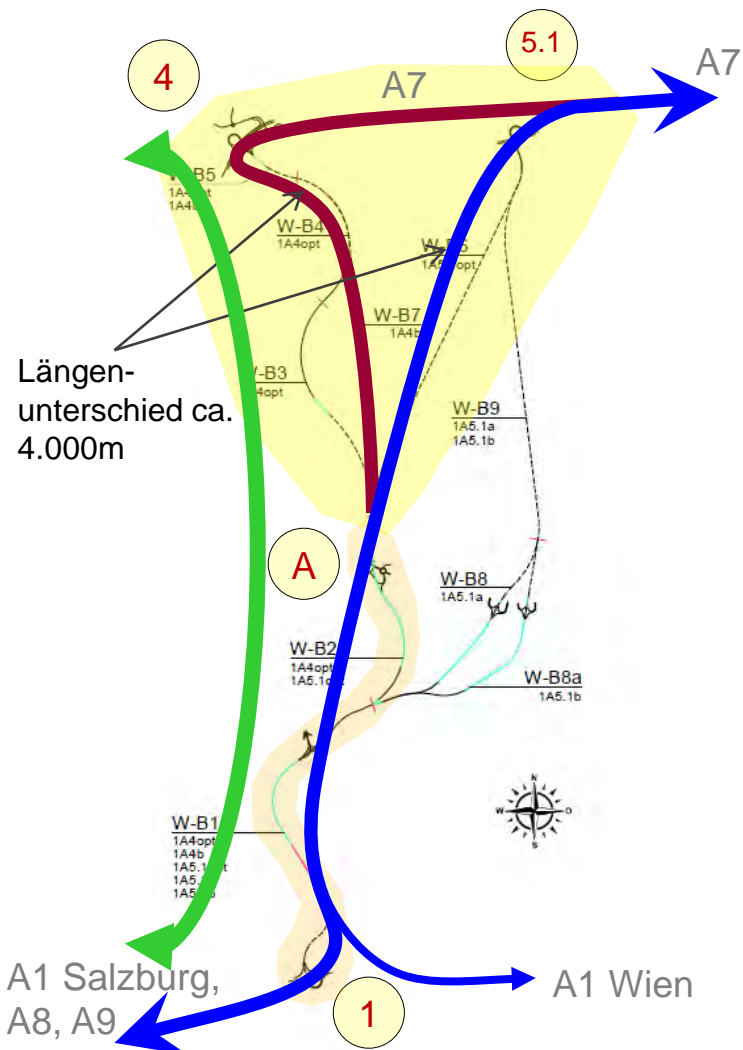 5.1
4
A7
A7
W-B5
W-B4
1A4opt
W-B7
1A4b
Längen-
unterschied ca.
4.000m
W-B3
W-B9
1A5.1a
1A5.1b
A
W-B8
1A5.1a
W-B2
1A4opt
W-B8a
1A5.1b
N
W
O
S
W-B1
1A4opt
1A4b
A1 Salzburg,
A8, A9
A1 Wien
1